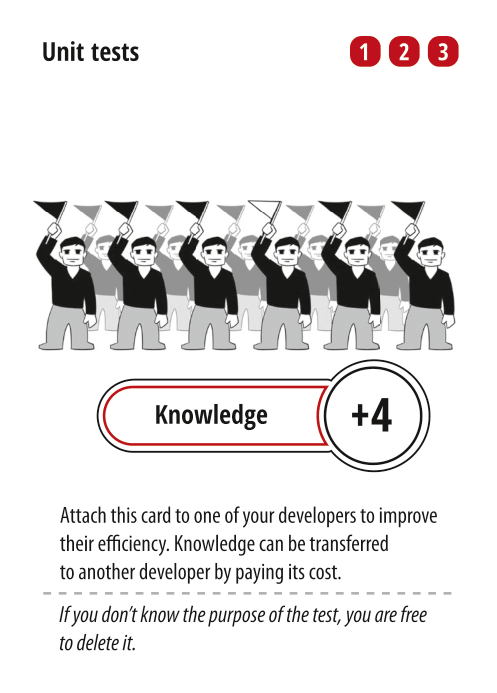 Unit tests
1 2 3
Knowledge
+4
Attach this card to one of your developers to improve
their efficiency. Knowledge can be transferred
to another developer by paying its cost.
If you don’t know the purpose of the test, you are free
to delete it.